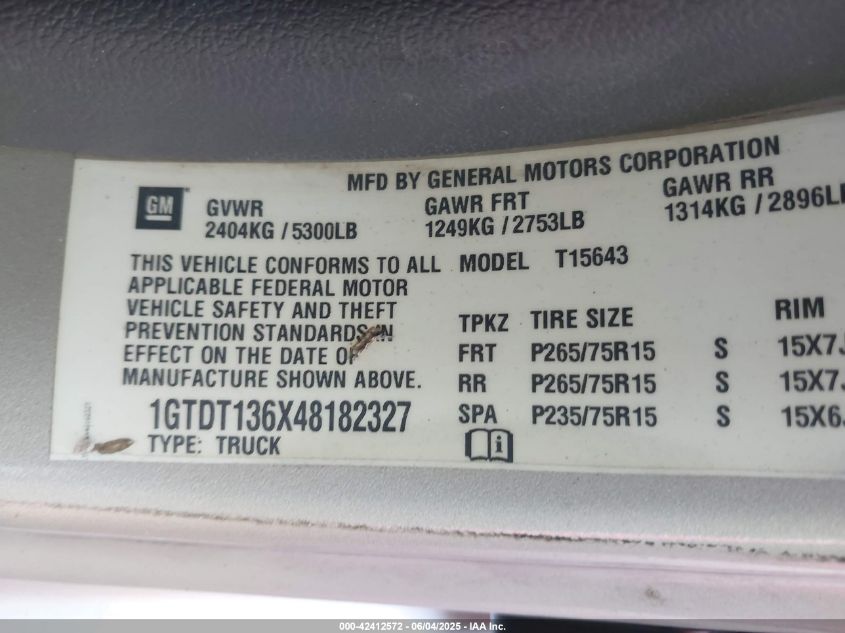 MFD BY GENERAL MOTORS CORPORATION
GM
GVWR GAWR FRT GAWR RR
2404KG / 5300LB 1249KG / 2753LB 1314KG / 2896L
THIS VEHICLE CONFORMS TO ALL
APPLICABLE FEDERAL MOTOR
VEHICLE SAFETY AND THEFT
PREVENTION STANDARDS IN
EFFECT ON THE DATE OF
MANUFACTURE SHOWN ABOVE.
1GTDT136X48182327
TYPE: TRUCK
MODEL T15643
TPKZ TIRE SIZE RIM
FRT P265/75R15 S 15X7J
RR P265/75R15 S 15X7J
SPA P235/75R15 S 15X6J
i
000-42412572 - 06/04/2025 - IAA Inc.